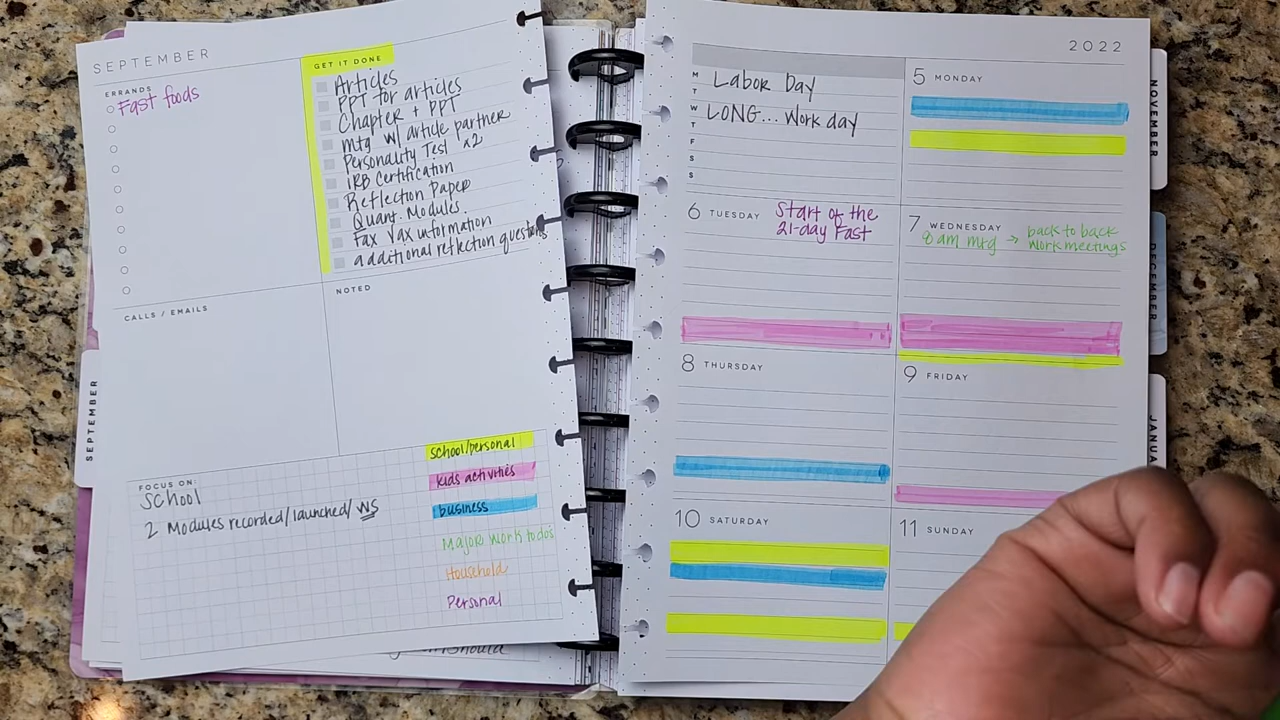 SEPTEMBER
ERRANDS
Fast foods
GET IT DONE
Articles
PPT for articles
Chapter + PPT
mtg w/ article partner
Personality Test x2
IRB Certification
Reflection Paper
Quant. Modules
Fax Vax information
additional reflection questions
CALLS / EMAILS
NOTED
FOCUS ON:
School
2 Modules recorded/launched/WS
school/personal
kids activities
business
Major Work todos
Household
Personal
SEPTEMBER
should
2022
M Labor Day
T
W LONG... Work day
T
F
S
S
5 MONDAY
6 TUESDAY
Start of the
21-day Fast
7 WEDNESDAY
8am mtg → back to back
work meetings
8 THURSDAY
9 FRIDAY
10 SATURDAY
11 SUNDAY
NOVEMBER
DECEMBER